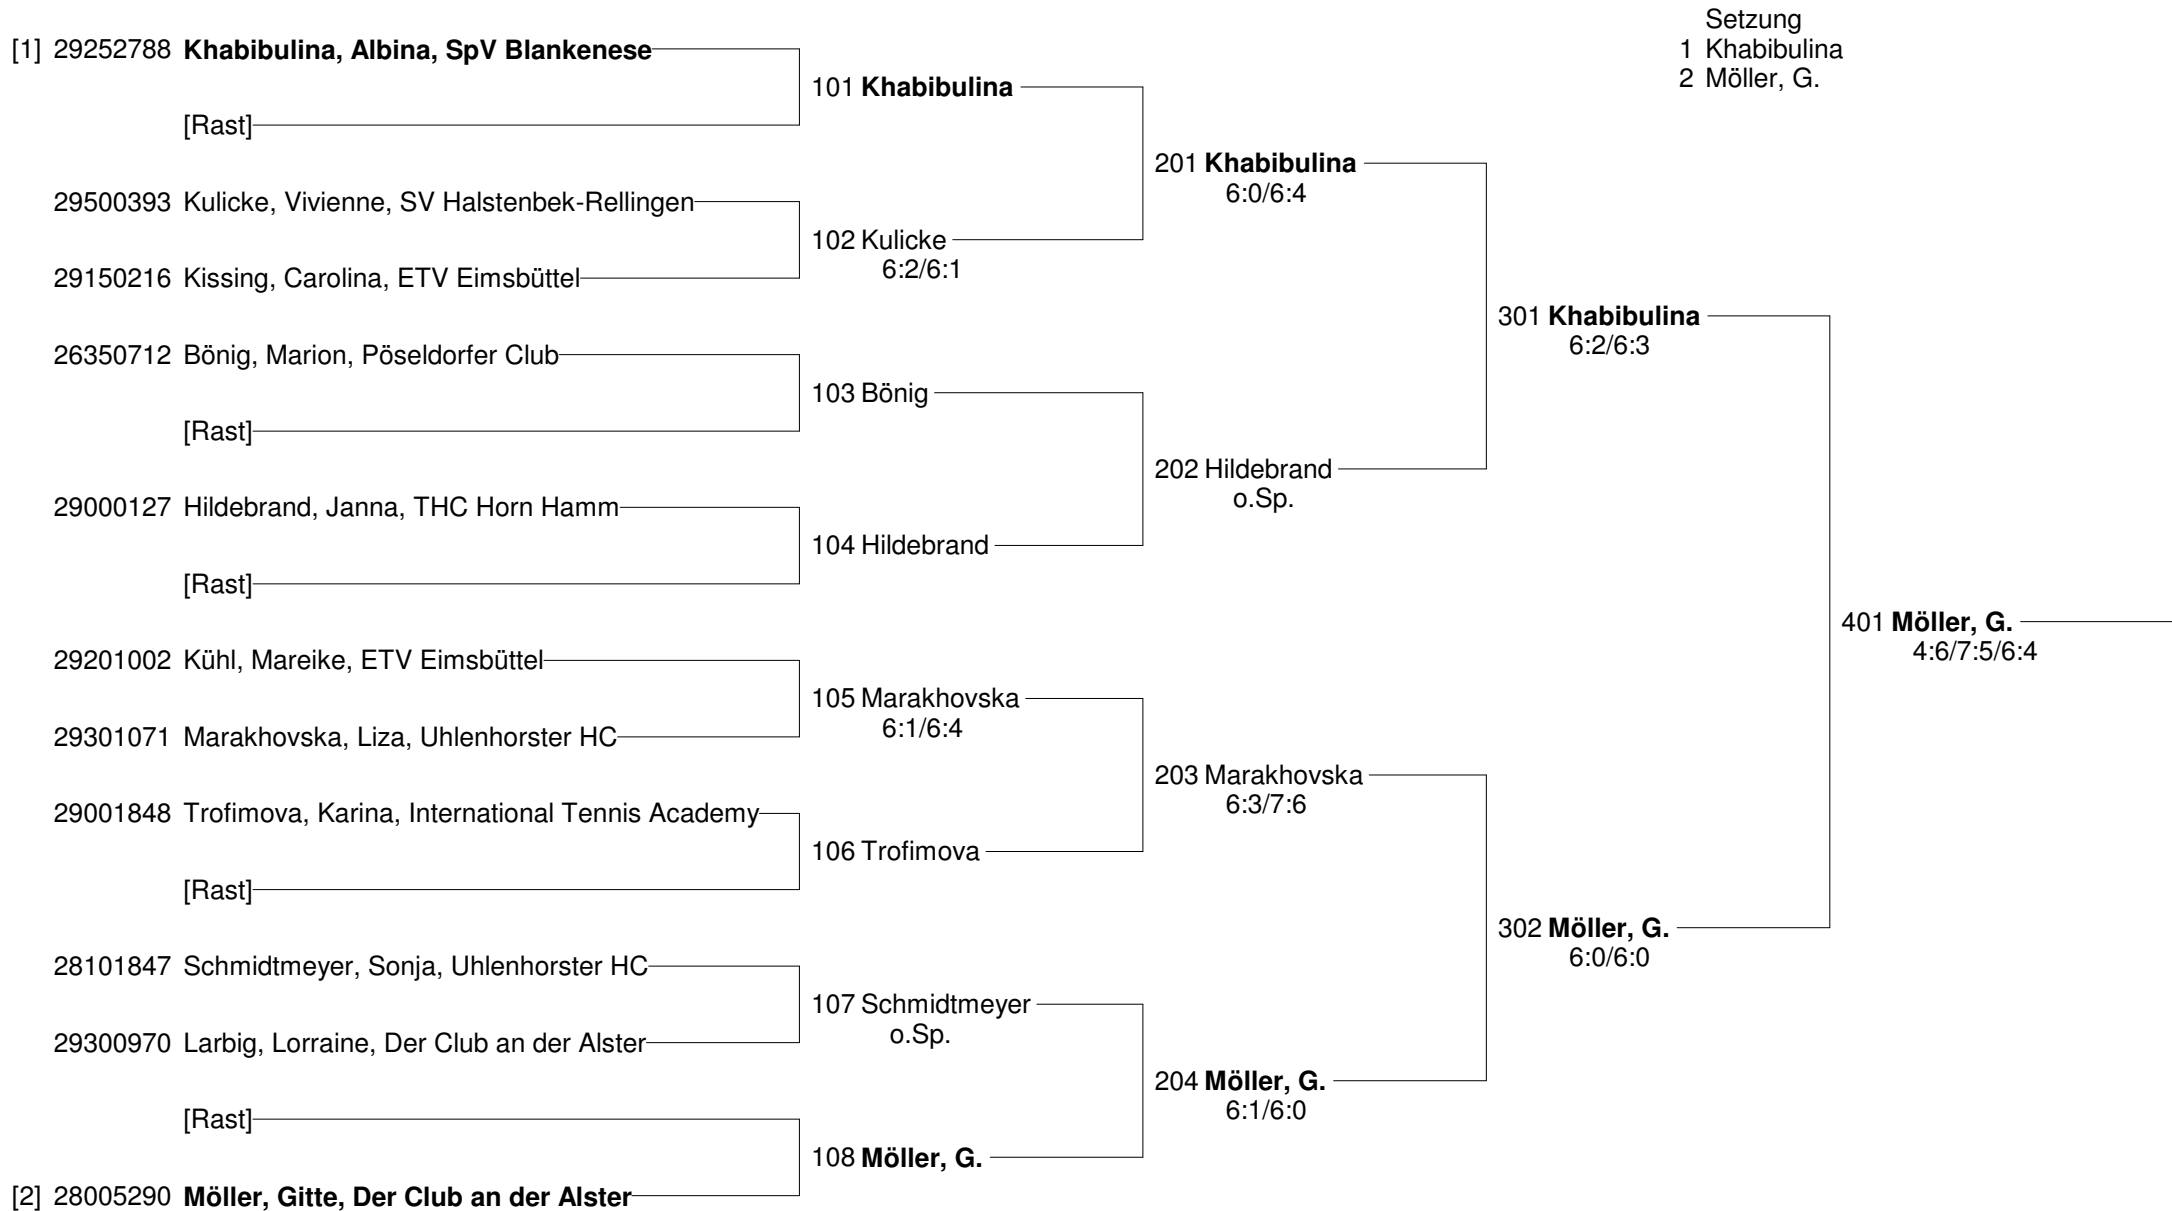 Setzung
1 Khabibulina
2 Möller, G.
[1] 29252788 Khabibulina, Albina, SpV Blankenese
[Rast]
29500393 Kulicke, Vivienne, SV Halstenbek-Rellingen
29150216 Kissing, Carolina, ETV Eimsbüttel
26350712 Bönig, Marion, Pöseldorfer Club
[Rast]
29000127 Hildebrand, Janna, THC Horn Hamm
[Rast]
29201002 Kühl, Mareike, ETV Eimsbüttel
29301071 Marakhovska, Liza, Uhlenhorster HC
29001848 Trofimova, Karina, International Tennis Academy
[Rast]
28101847 Schmidtmeyer, Sonja, Uhlenhorster HC
29300970 Larbig, Lorraine, Der Club an der Alster
[Rast]
[2] 28005290 Möller, Gitte, Der Club an der Alster
101 Khabibulina
102 Kulicke
6:2/6:1
103 Bönig
104 Hildebrand
105 Marakhovska
6:1/6:4
106 Trofimova
107 Schmidtmeyer
o.Sp.
108 Möller, G.
201 Khabibulina
6:0/6:4
202 Hildebrand
o.Sp.
203 Marakhovska
6:3/7:6
204 Möller, G.
6:1/6:0
301 Khabibulina
6:2/6:3
302 Möller, G.
6:0/6:0
401 Möller, G.
4:6/7:5/6:4